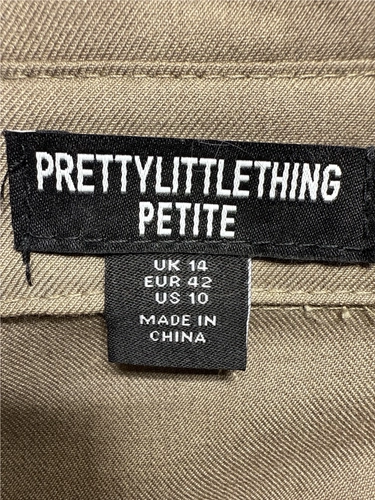 PRETTYLITTLETHING
PETITE
UK 14
EUR 42
US 10
MADE IN
CHINA